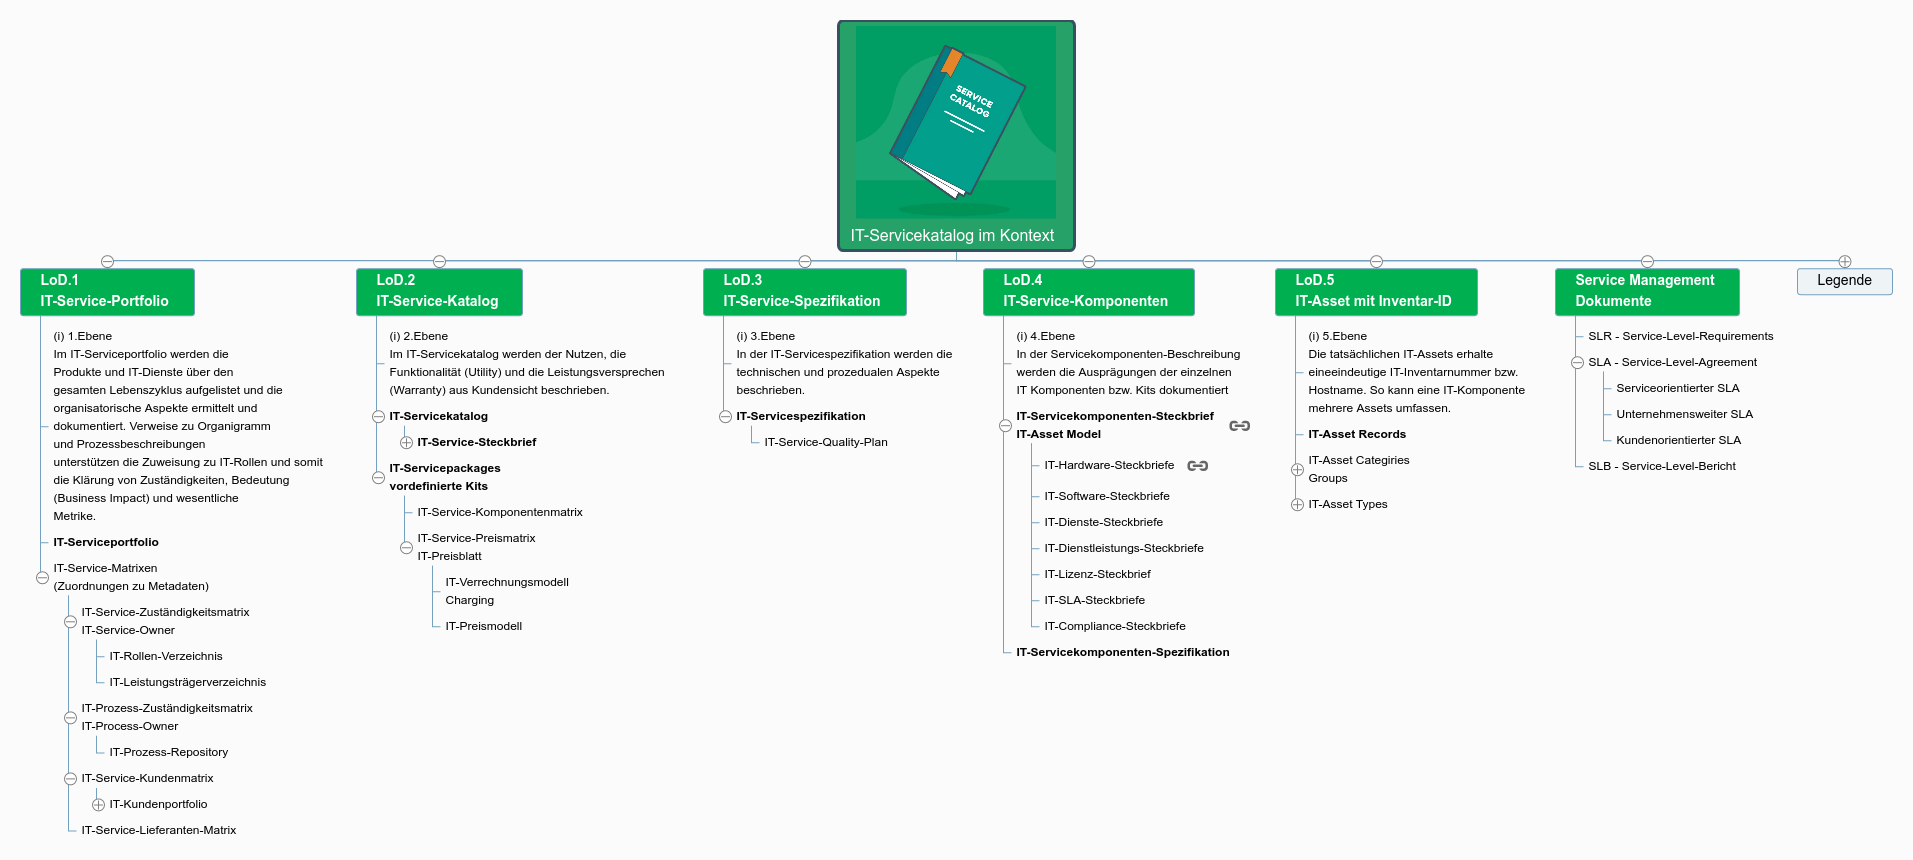 SERVICE
CATALOG
IT-Servicekatalog im Kontext
LoD.1
IT-Service-Portfolio
(i) 1.Ebene
Im IT-Serviceportfolio werden die
Produkte und IT-Dienste über den
gesamten Lebenszyklus aufgelistet und die
organisatorische Aspekte ermittelt und
dokumentiert. Verweise zu Organigramm
und Prozessbeschreibungen
unterstützen die Zuweisung zu IT-Rollen und somit
die Klärung von Zuständigkeiten, Bedeutung
(Business Impact) und wesentliche
Metrike.
IT-Serviceportfolio
IT-Service-Matrixen
(Zuordnungen zu Metadaten)
IT-Service-Zuständigkeitsmatrix
IT-Service-Owner
IT-Rollen-Verzeichnis
IT-Leistungsträgerverzeichnis
IT-Prozess-Zuständigkeitsmatrix
IT-Process-Owner
IT-Prozess-Repository
IT-Service-Kundenmatrix
IT-Kundenportfolio
IT-Service-Lieferanten-Matrix
LoD.2
IT-Service-Katalog
(i) 2.Ebene
Im IT-Servicekatalog werden der Nutzen, die
Funktionalität (Utility) und die Leistungsversprechen
(Warranty) aus Kundensicht beschrieben.
IT-Servicekatalog
IT-Service-Steckbrief
IT-Servicepackages
vordefinierte Kits
IT-Service-Komponentenmatrix
IT-Service-Preismatrix
IT-Preisblatt
IT-Verrechnungsmodell
Charging
IT-Preismodell
LoD.3
IT-Service-Spezifikation
(i) 3.Ebene
In der IT-Servicespezifikation werden die
technischen und prozedualen Aspekte
beschrieben.
IT-Servicespezifikation
IT-Service-Quality-Plan
LoD.4
IT-Service-Komponenten
(i) 4.Ebene
In der Servicekomponenten-Beschreibung
werden die Ausprägungen der einzelnen
IT Komponenten bzw. Kits dokumentiert
IT-Servicekomponenten-Steckbrief
IT-Asset Model
IT-Hardware-Steckbriefe
IT-Software-Steckbriefe
IT-Dienste-Steckbriefe
IT-Dienstleistungs-Steckbriefe
IT-Lizenz-Steckbrief
IT-SLA-Steckbriefe
IT-Compliance-Steckbriefe
IT-Servicekomponenten-Spezifikation
LoD.5
IT-Asset mit Inventar-ID
(i) 5.Ebene
Die tatsächlichen IT-Assets erhalte
eineeindeutige IT-Inventarnummer bzw.
Hostname. So kann eine IT-Komponente
mehrere Assets umfassen.
IT-Asset Records
IT-Asset Categiries
Groups
IT-Asset Types
Service Management
Dokumente
SLR - Service-Level-Requirements
SLA - Service-Level-Agreement
Serviceorientierter SLA
Unternehmensweiter SLA
Kundenorientierter SLA
SLB - Service-Level-Bericht
Legende